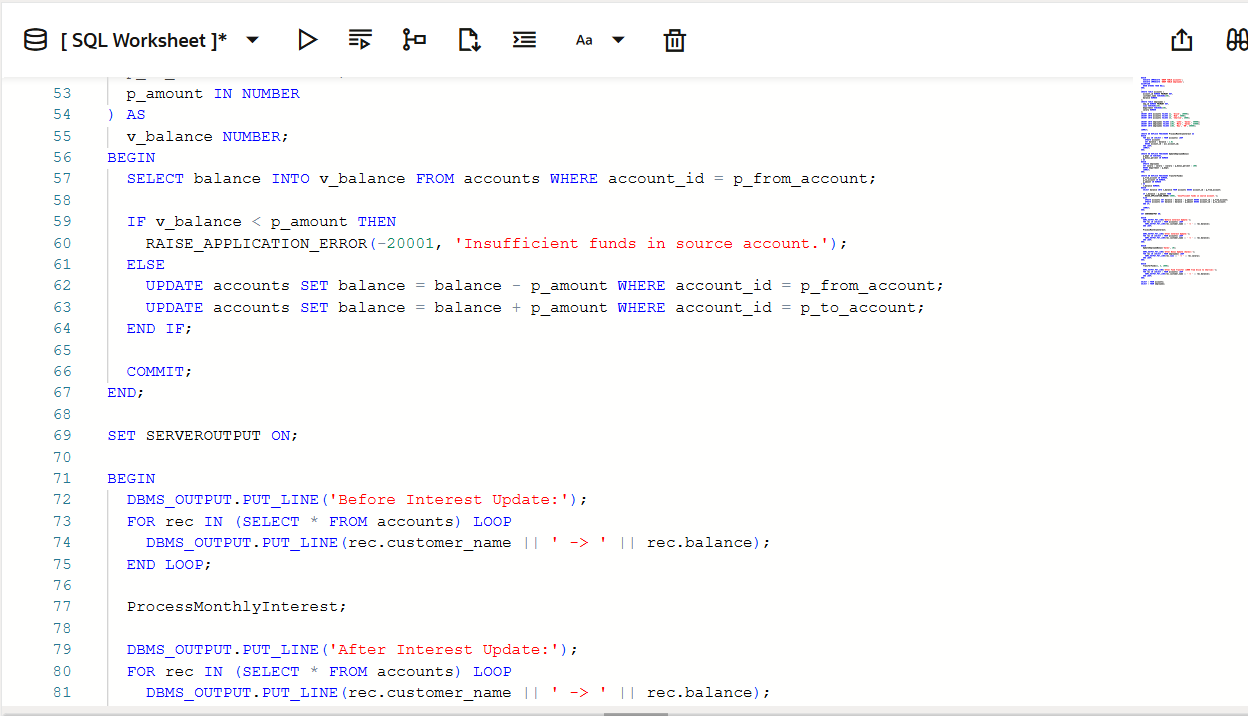 [ SQL Worksheet ]*
Aa
53 p_amount IN NUMBER
54 ) AS
55 v_balance NUMBER;
56 BEGIN
57 SELECT balance INTO v_balance FROM accounts WHERE account_id = p_from_account;
58
59 IF v_balance < p_amount THEN
60 RAISE_APPLICATION_ERROR(-20001, 'Insufficient funds in source account.');
61 ELSE
62 UPDATE accounts SET balance = balance - p_amount WHERE account_id = p_from_account;
63 UPDATE accounts SET balance = balance + p_amount WHERE account_id = p_to_account;
64 END IF;
65
66 COMMIT;
67 END;
68
69 SET SERVEROUTPUT ON;
70
71 BEGIN
72 DBMS_OUTPUT.PUT_LINE('Before Interest Update:');
73 FOR rec IN (SELECT * FROM accounts) LOOP
74 DBMS_OUTPUT.PUT_LINE(rec.customer_name || ' -> ' || rec.balance);
75 END LOOP;
76
77 ProcessMonthlyInterest;
78
79 DBMS_OUTPUT.PUT_LINE('After Interest Update:');
80 FOR rec IN (SELECT * FROM accounts) LOOP
81 DBMS_OUTPUT.PUT_LINE(rec.customer_name || ' -> ' || rec.balance);